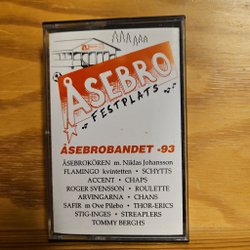 ÅSEBRO
FESTPLATS
ÅSEBROBANDET -93
ÅSEBROKÖREN m. Niklas Johansson
FLAMINGO kvintetten • SCHYTTS
ACCENT • CHAPS
ROGER SVENSSON • ROULETTE
ARVINGARNA • CHANS
SAFIR m Ove Pilebo • THOR-ERICS
STIG-INGES • STREAPLERS
TOMMY BERGHS